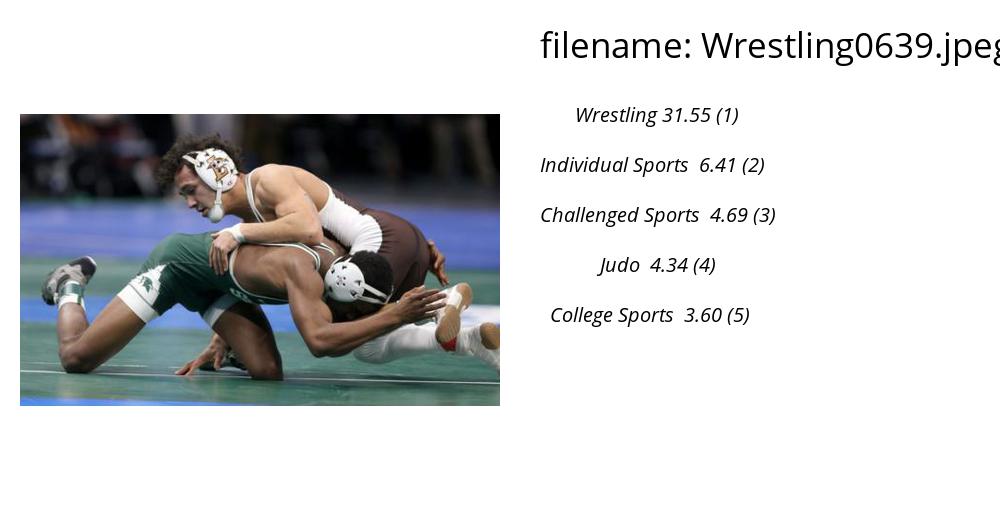 filename: Wrestling0639.jpeg
Wrestling 31.55 (1)
Individual Sports 6.41 (2)
Challenged Sports 4.69 (3)
Judo 4.34 (4)
College Sports 3.60 (5)